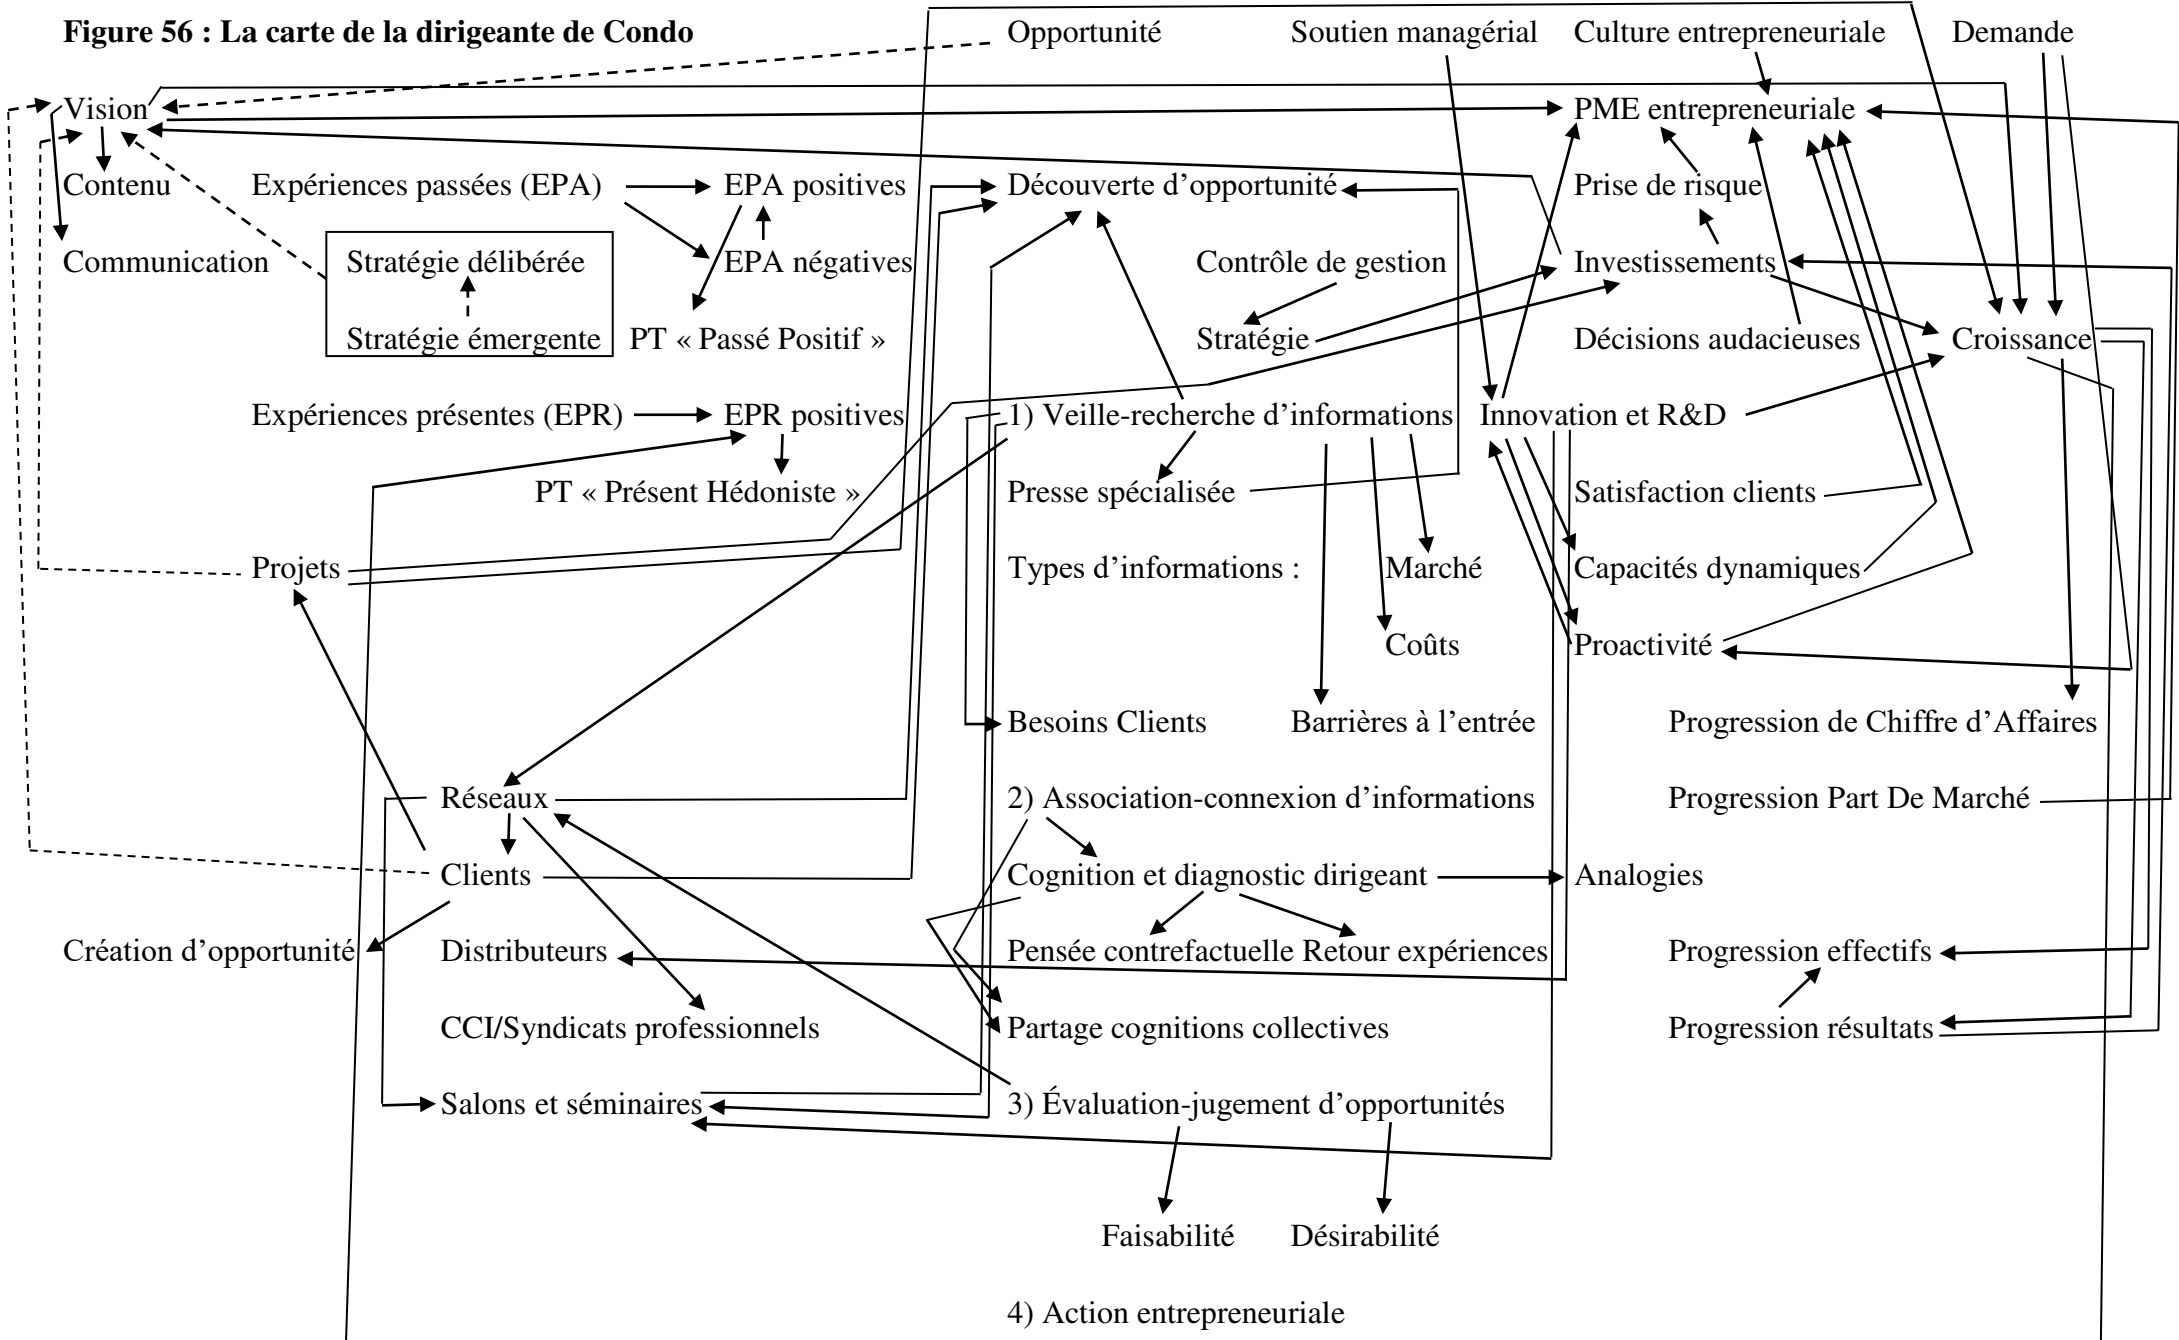 Figure 56 : La carte de la dirigeante de Condo
Opportunité
Soutien managérial
Culture entrepreneuriale
Demande
Vision
PME entrepreneuriale
Contenu
Expériences passées (EPA)
EPA positives
Découverte d’opportunité
Prise de risque
Communication
Stratégie délibérée
EPA négatives
Contrôle de gestion
Investissements
Stratégie émergente
PT « Passé Positif »
Stratégie
Décisions audacieuses
Croissance
Expériences présentes (EPR)
EPR positives
1) Veille-recherche d’informations
Innovation et R&D
PT « Présent Hédoniste »
Presse spécialisée
Satisfaction clients
Projets
Types d’informations :
Marché
Capacités dynamiques
Coûts
Proactivité
Besoins Clients
Barrières à l’entrée
Progression de Chiffre d’Affaires
Réseaux
2) Association-connexion d’informations
Progression Part De Marché
Clients
Cognition et diagnostic dirigeant
Analogies
Création d’opportunité
Distributeurs
Pensée contrefactuelle
Retour expériences
Progression effectifs
CCI/Syndicats professionnels
Partage cognitions collectives
Progression résultats
Salons et séminaires
3) Évaluation-jugement d’opportunités
Faisabilité
Désirabilité
4) Action entrepreneuriale